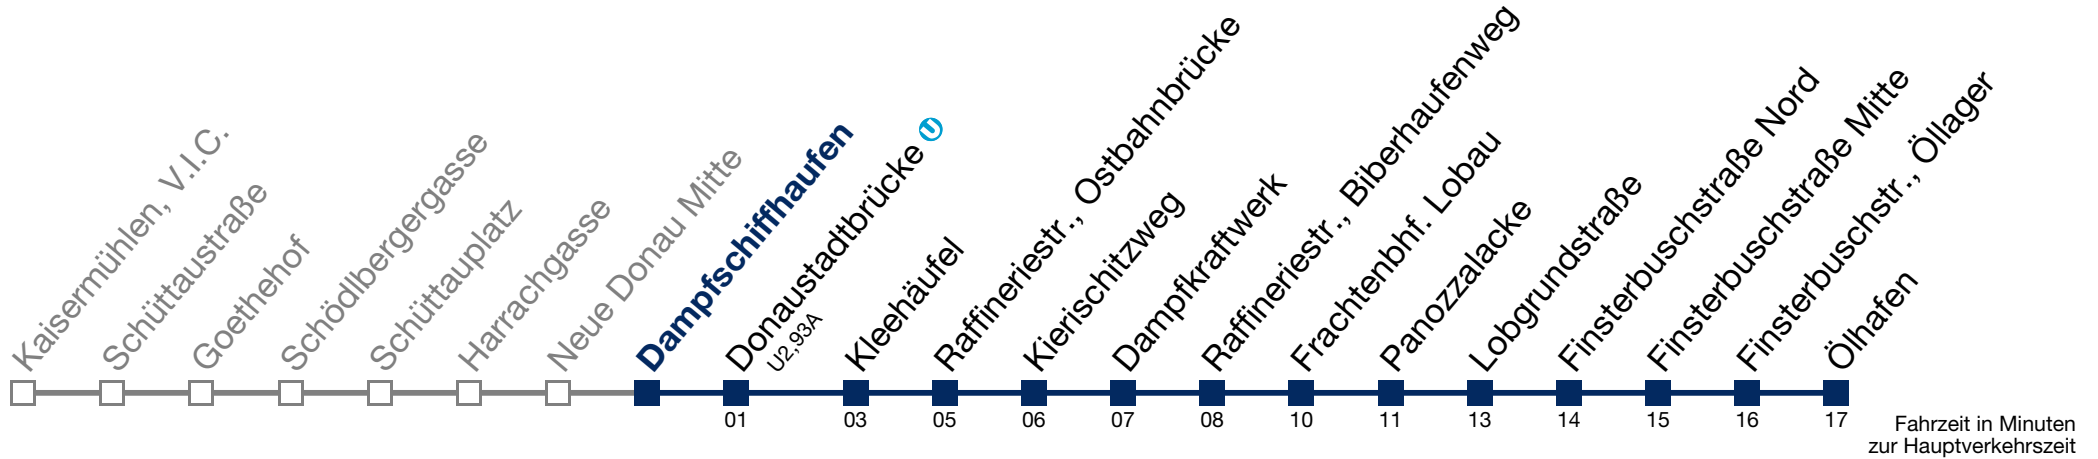 Kaisermühlen, V.I.C.
Schüttaustraße
Goethehof
Schödlbergergasse
Schüttauplatz
Harrachgasse
Neue Donau Mitte
Dampfschiffhaufen
Donaustadtbrücke U
U2,93A
Kleehäufel
Raffineriestr., Ostbahnbrücke
Kierischitzweg
Dampfkraftwerk
Raffineriestr., Biberhaufenweg
Frachtenbhf. Lobau
Panozzalacke
Lobgrundstraße
Finsterbuschstraße Nord
Finsterbuschstraße Mitte
Finsterbuschstr., Öllager
Ölhafen
01 03 05 06 07 08 10 11 13 14 15 16 17
Fahrzeit in Minuten
zur Hauptverkehrszeit